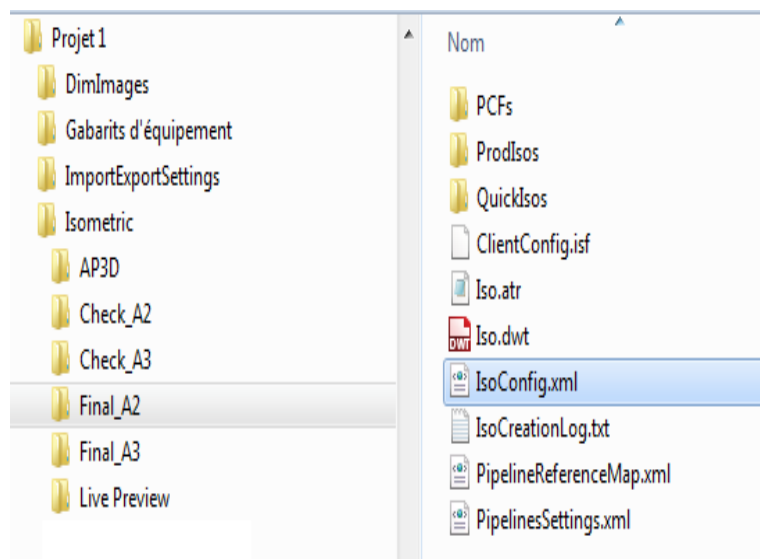 Projet 1
DimImages
Gabarits d'équipement
ImportExportSettings
Isometric
AP3D
Check_A2
Check_A3
Final_A2
Final_A3
Live Preview
Nom
PCFs
ProdIsos
QuickIsos
ClientConfig.isf
Iso.atr
DWT
Iso.dwt
IsoConfig.xml
IsoCreationLog.txt
PipelineReferenceMap.xml
PipelinesSettings.xml